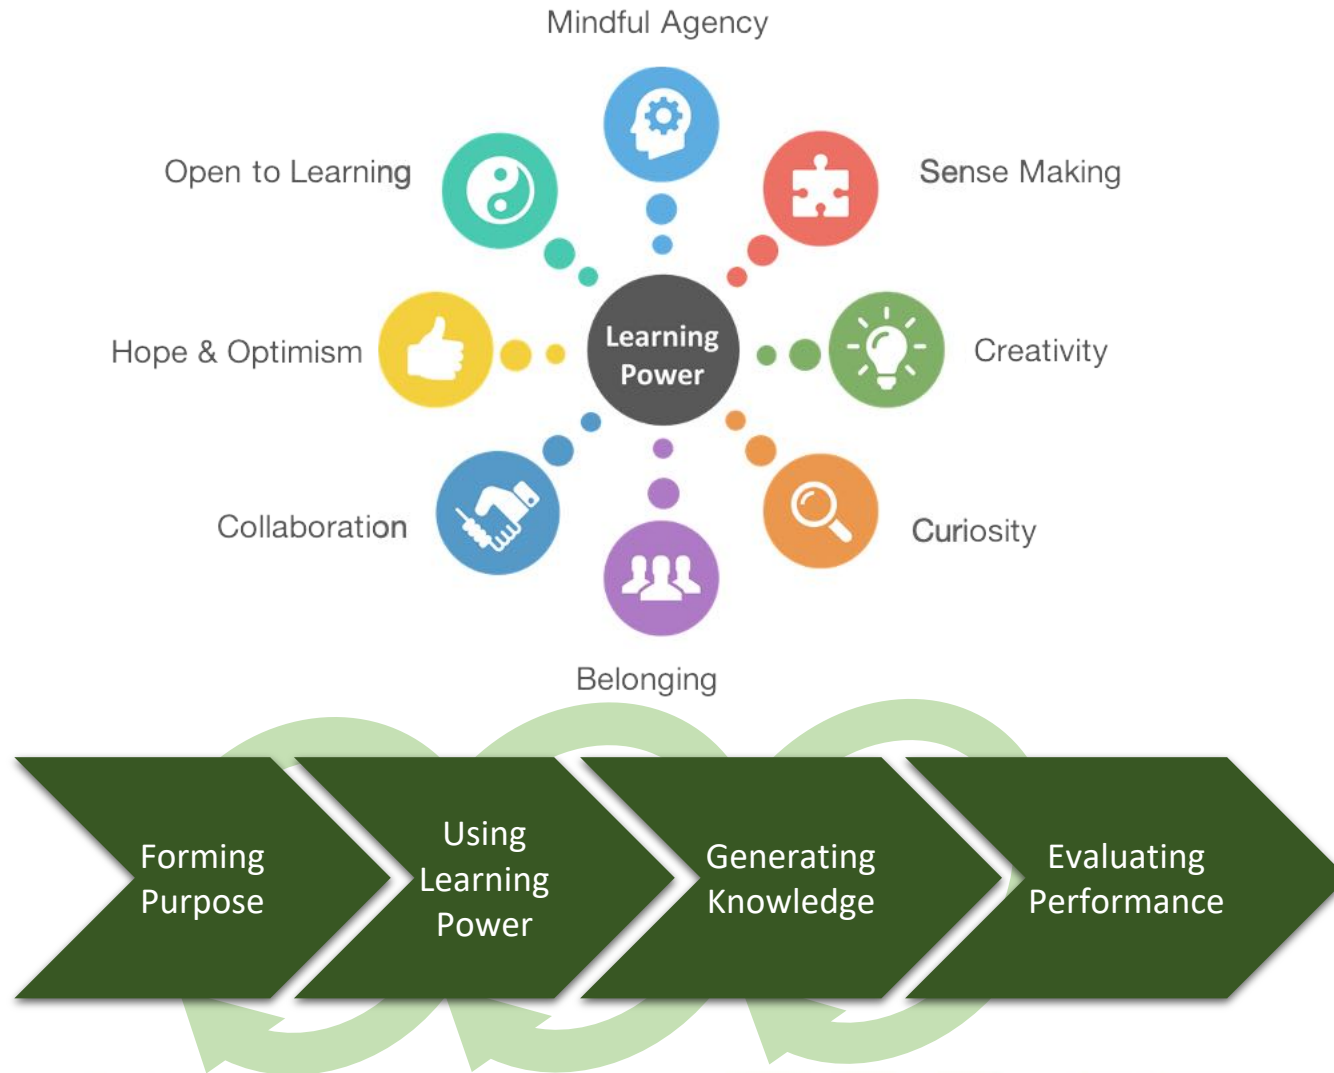 Mindful Agency
Open to Learning
Sense Making
Hope & Optimism
Learning
Power
Creativity
Collaboration
Curiosity
Belonging
Forming
Purpose
Using
Learning
Power
Generating
Knowledge
Evaluating
Performance